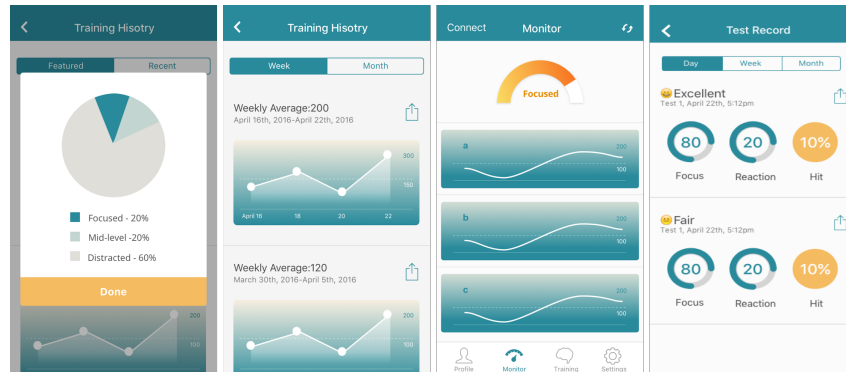 Training Hisotry
Featured
Recent
Focused - 20%
Mid-level -20%
Distracted - 60%
Done
200
100
Training Hisotry
Week
Month
Weekly Average:200
April 16th, 2016-April 22th, 2016
300
150
April 16
18
20
22
Weekly Average:120
March 30th, 2016-April 5th, 2016
200
100
Connect
Monitor
Focused
a
200
100
b
200
100
c
200
100
Profile
Monitor
Training
Settings
Test Record
Day
Week
Month
Excellent
Test 1, April 22th, 5:12pm
80
20
10%
Focus
Reaction
Hit
Fair
Test 1, April 22th, 5:12pm
80
20
10%
Focus
Reaction
Hit